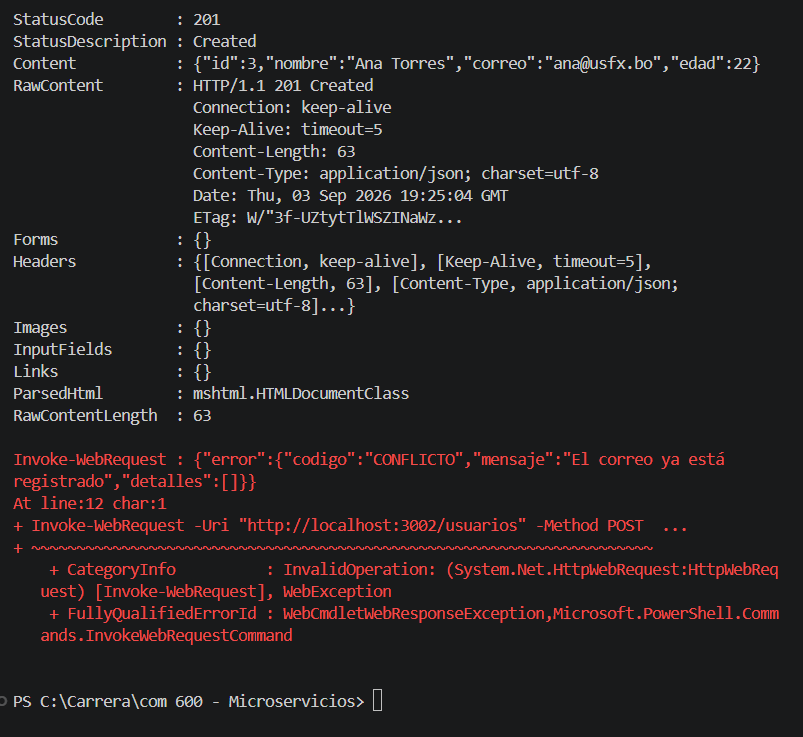 StatusCode        : 201
StatusDescription : Created
Content           : {"id":3,"nombre":"Ana Torres","correo":"ana@usfx.bo","edad":22}
RawContent        : HTTP/1.1 201 Created
                    Connection: keep-alive
                    Keep-Alive: timeout=5
                    Content-Length: 63
                    Content-Type: application/json; charset=utf-8
                    Date: Thu, 03 Sep 2026 19:25:04 GMT
                    ETag: W/"3f-UZtytTlWSZINaWz...
Forms             : {}
Headers           : {[Connection, keep-alive], [Keep-Alive, timeout=5],
                    [Content-Length, 63], [Content-Type, application/json;
                    charset=utf-8]...}
Images            : {}
InputFields       : {}
Links             : {}
ParsedHtml        : mshtml.HTMLDocumentClass
RawContentLength  : 63

Invoke-WebRequest : {"error":{"codigo":"CONFLICTO","mensaje":"El correo ya está
registrado","detalles":[]}}
At line:12 char:1
+ Invoke-WebRequest -Uri "http://localhost:3002/usuarios" -Method POST  ...
+ ~~~~~~~~~~~~~~~~~~~~~~~~~~~~~~~~~~~~~~~~~~~~~~~~~~~~~~~~~~~~~~~~~~~~~
    + CategoryInfo          : InvalidOperation: (System.Net.HttpWebRequest:HttpWebReq
   uest) [Invoke-WebRequest], WebException
    + FullyQualifiedErrorId : WebCmdletWebResponseException,Microsoft.PowerShell.Comm
   ands.InvokeWebRequestCommand

PS C:\Carrera\com 600 - Microservicios>